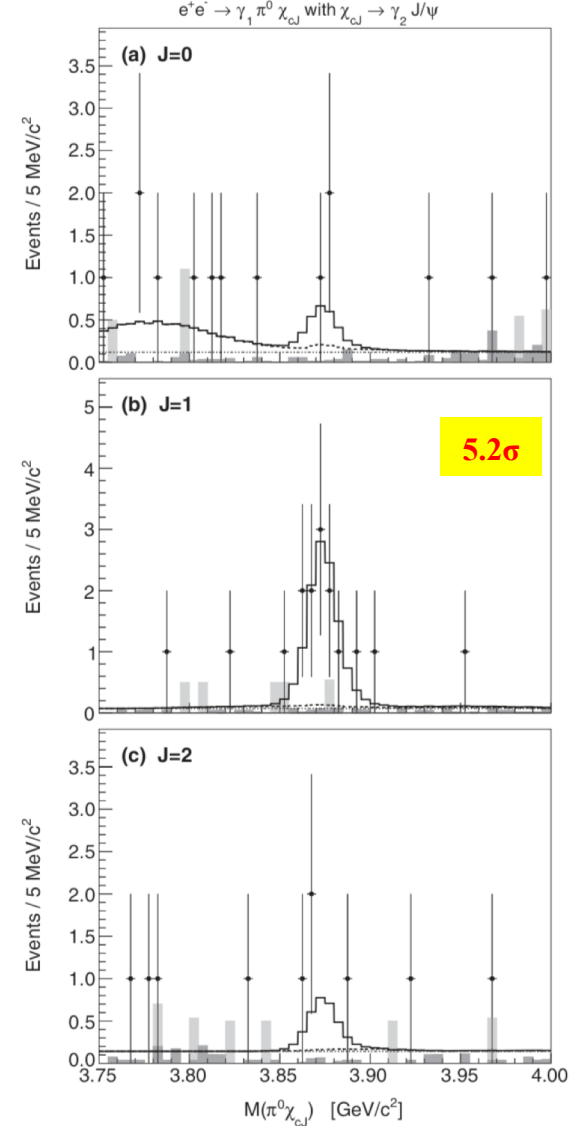 e⁺e⁻ → γ₁ π⁰ χ_cJ with χ_cJ → γ₂ J/ψ
(a) J=0
Events / 5 MeV/c²
3.5
3.0
2.5
2.0
1.5
1.0
0.5
0.0
(b) J=1
5.2σ
Events / 5 MeV/c²
5
4
3
2
1
0
(c) J=2
Events / 5 MeV/c²
3.5
3.0
2.5
2.0
1.5
1.0
0.5
0.0
3.75 3.80 3.85 3.90 3.95 4.00
M(π⁰χ_cJ) [GeV/c²]